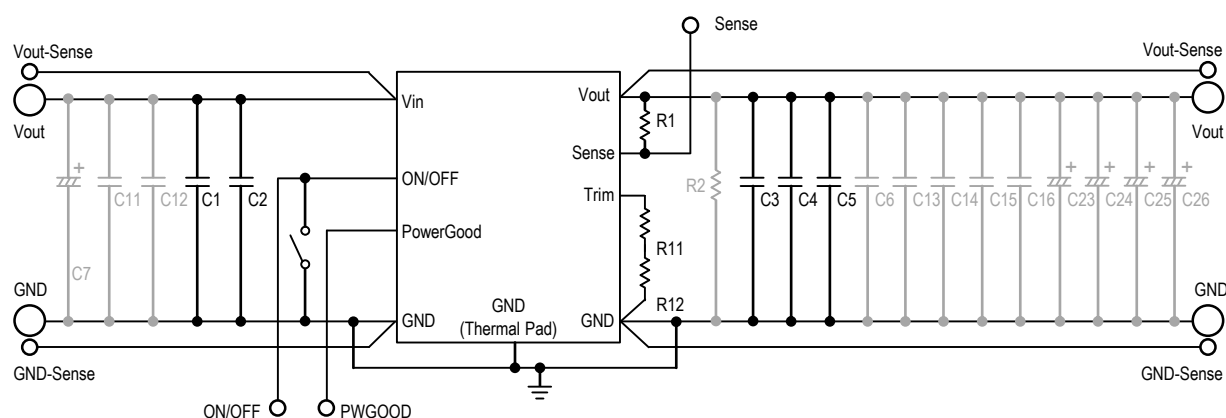 Sense
Vout-Sense
Vout
C7
+
C11
C12
C1
C2
GND
GND-Sense
ON/OFF
PWGOOD
Vin
ON/OFF
PowerGood
GND
GND
(Thermal Pad)
Vout
Sense
Trim
GND
R1
R11
R12
R2
C3
C4
C5
C6
C13
C14
C15
C16
+
C23
+
C24
+
C25
+
C26
Vout-Sense
Vout
GND
GND-Sense